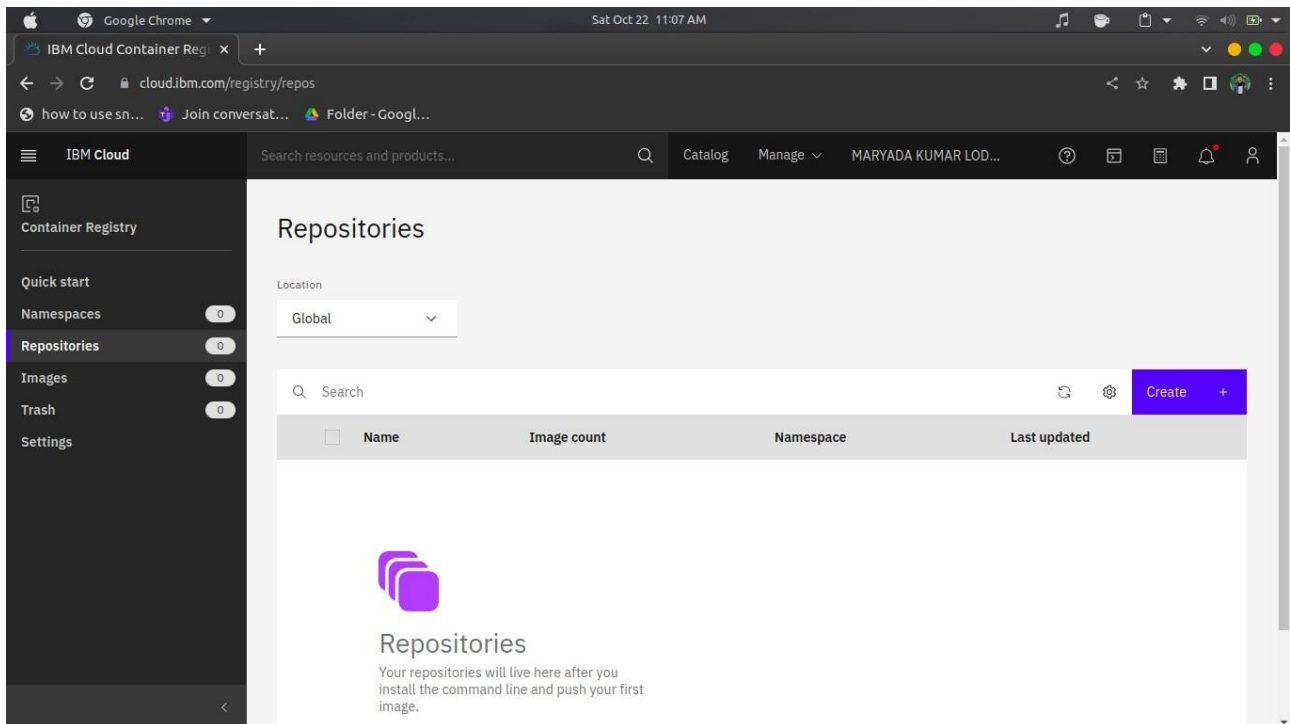 Google Chrome
Sat Oct 22 11:07 AM
IBM Cloud Container Regi
cloud.ibm.com/registry/repos
how to use sn...
Join conversat...
Folder - Googl...
IBM Cloud
Search resources and products...
Catalog
Manage
MARYADA KUMAR LOD...
Container Registry
Quick start
Namespaces 0
Repositories 0
Images 0
Trash 0
Settings
Repositories
Location
Global
Search
Create +
Name Image count Namespace Last updated
Repositories
Your repositories will live here after you
install the command line and push your first
image.